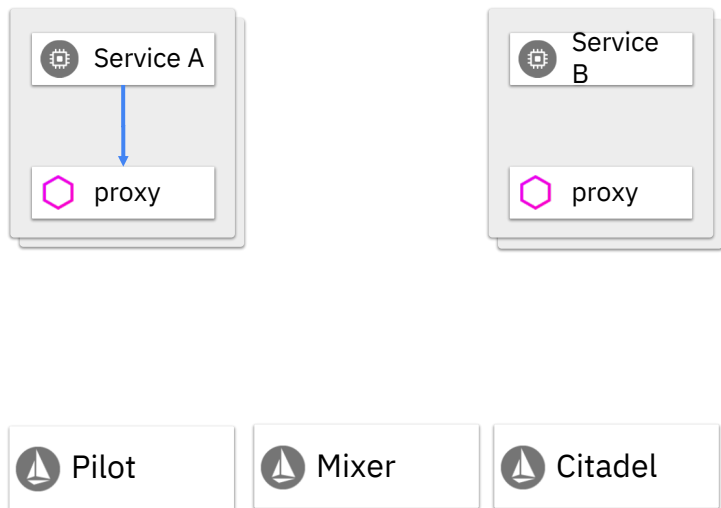 Service A
Service
B
proxy
proxy
Pilot
Mixer
Citadel